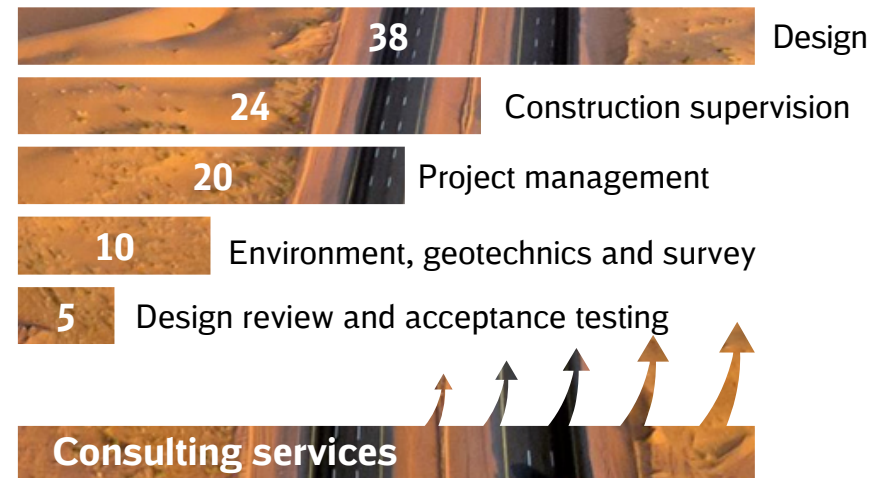 38 Design
24 Construction supervision
20 Project management
10 Environment, geotechnics and survey
5 Design review and acceptance testing
Consulting services